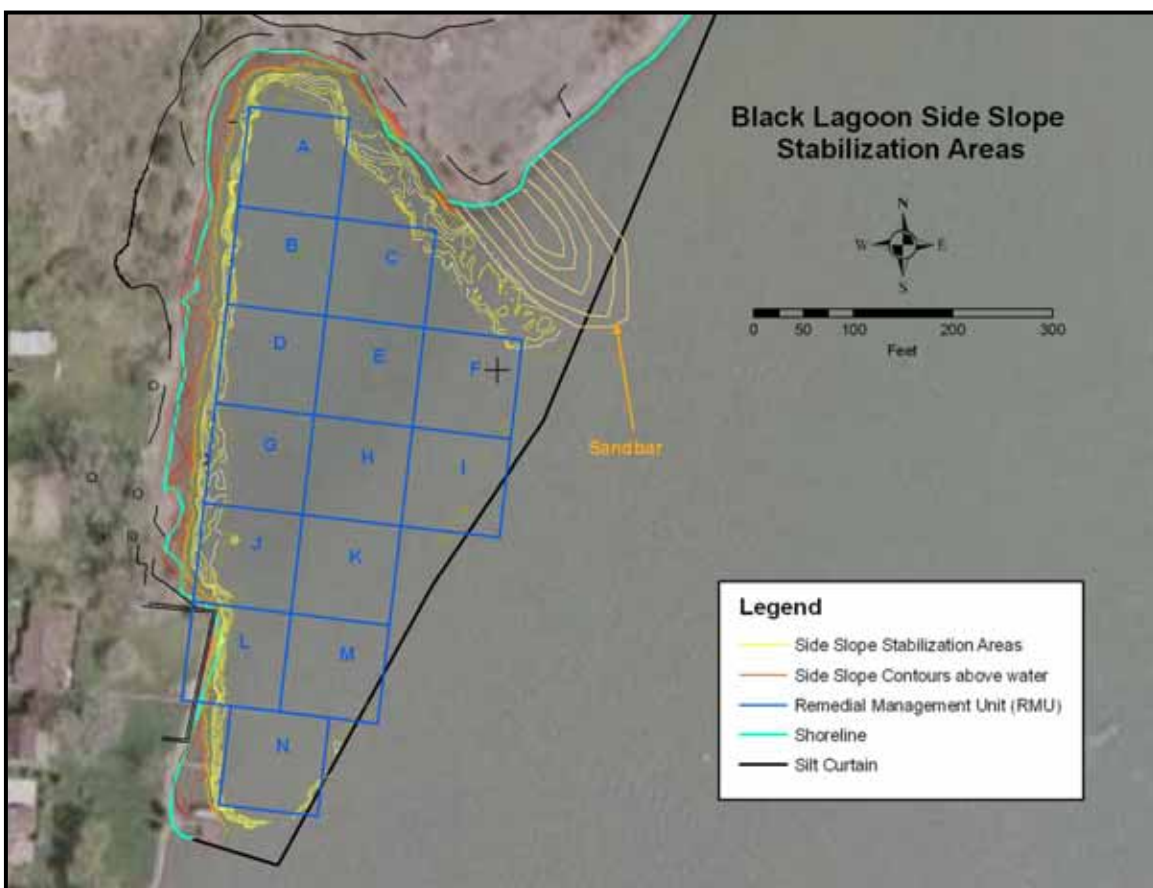 Black Lagoon Side Slope
Stabilization Areas
N
W E
S
0 50 100 200 300
Feet
A
B
C
D
E
F
G
H
I
J
K
L
M
N
Sandbar
Legend
Side Slope Stabilization Areas
Side Slope Contours above water
Remedial Management Unit (RMU)
Shoreline
Silt Curtain